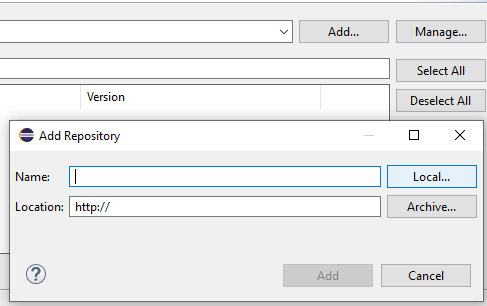 Add... Manage...
Select All
Version
Deselect All
Add Repository
Name: Local...
Location: http:// Archive...
? Add Cancel